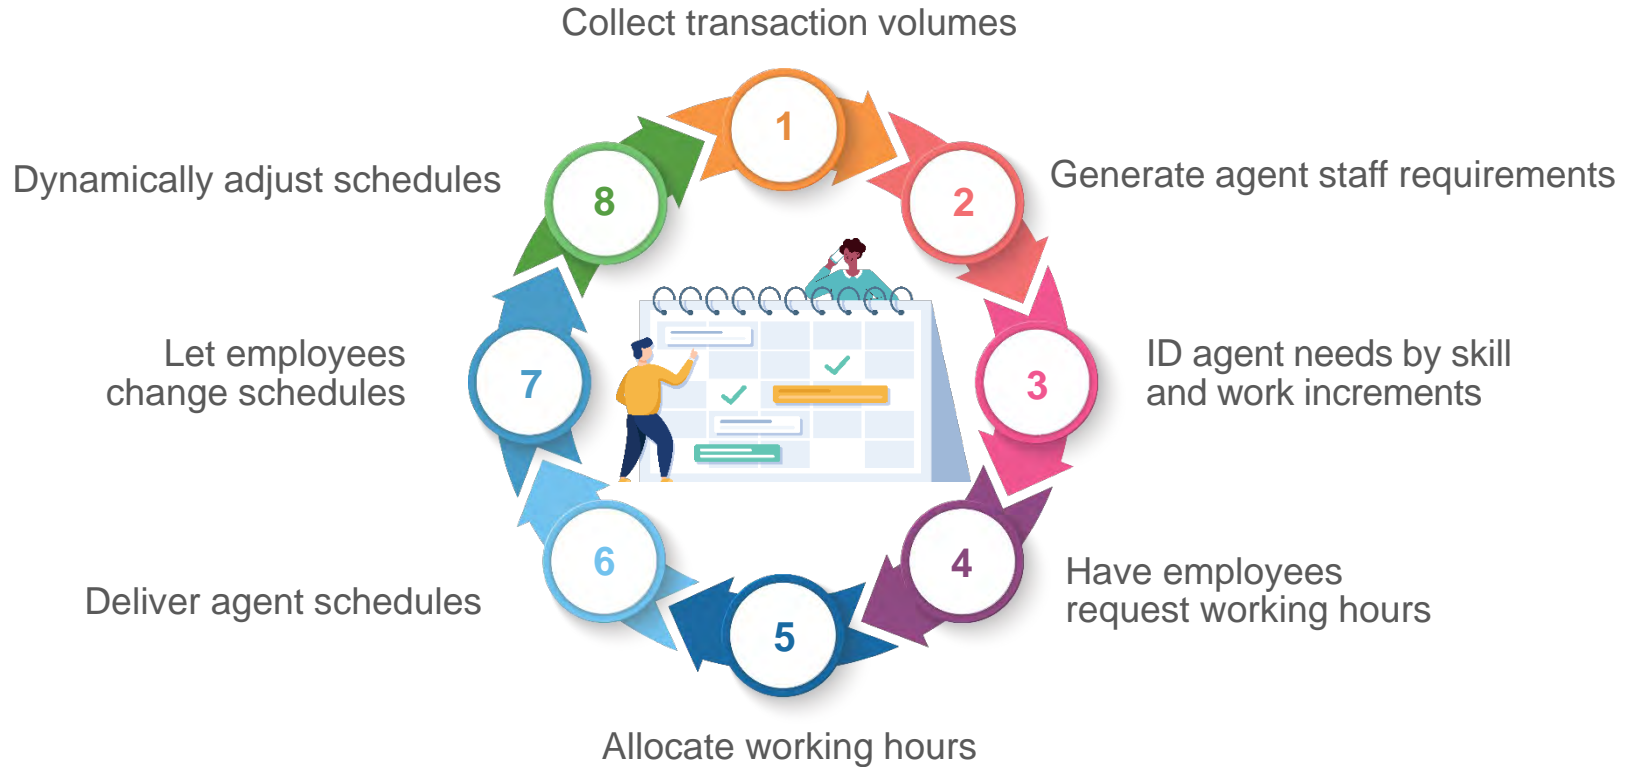 Collect transaction volumes
1
Generate agent staff requirements
2
ID agent needs by skill
and work increments
3
Have employees
request working hours
4
Allocate working hours
5
Deliver agent schedules
6
Let employees
change schedules
7
Dynamically adjust schedules
8